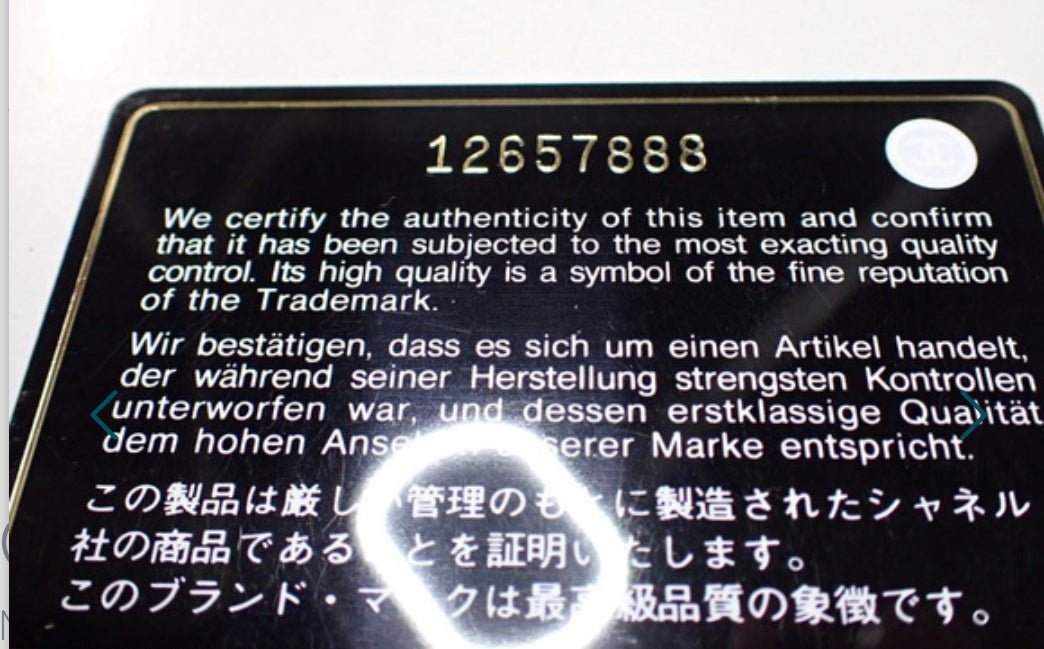 12657888
We certify the authenticity of this item and confirm
that it has been subjected to the most exacting quality
control. Its high quality is a symbol of the fine reputation
of the Trademark.
Wir bestätigen, dass es sich um einen Artikel handelt,
der während seiner Herstellung strengsten Kontrollen
unterworfen war, und dessen erstklassige Qualität
dem hohen Marke entspricht.
この製品は厳し 管理のも に製造されたシャネル
社の商品である とを証明いたします。
このブランド・マークは最高級品質の象徴です。